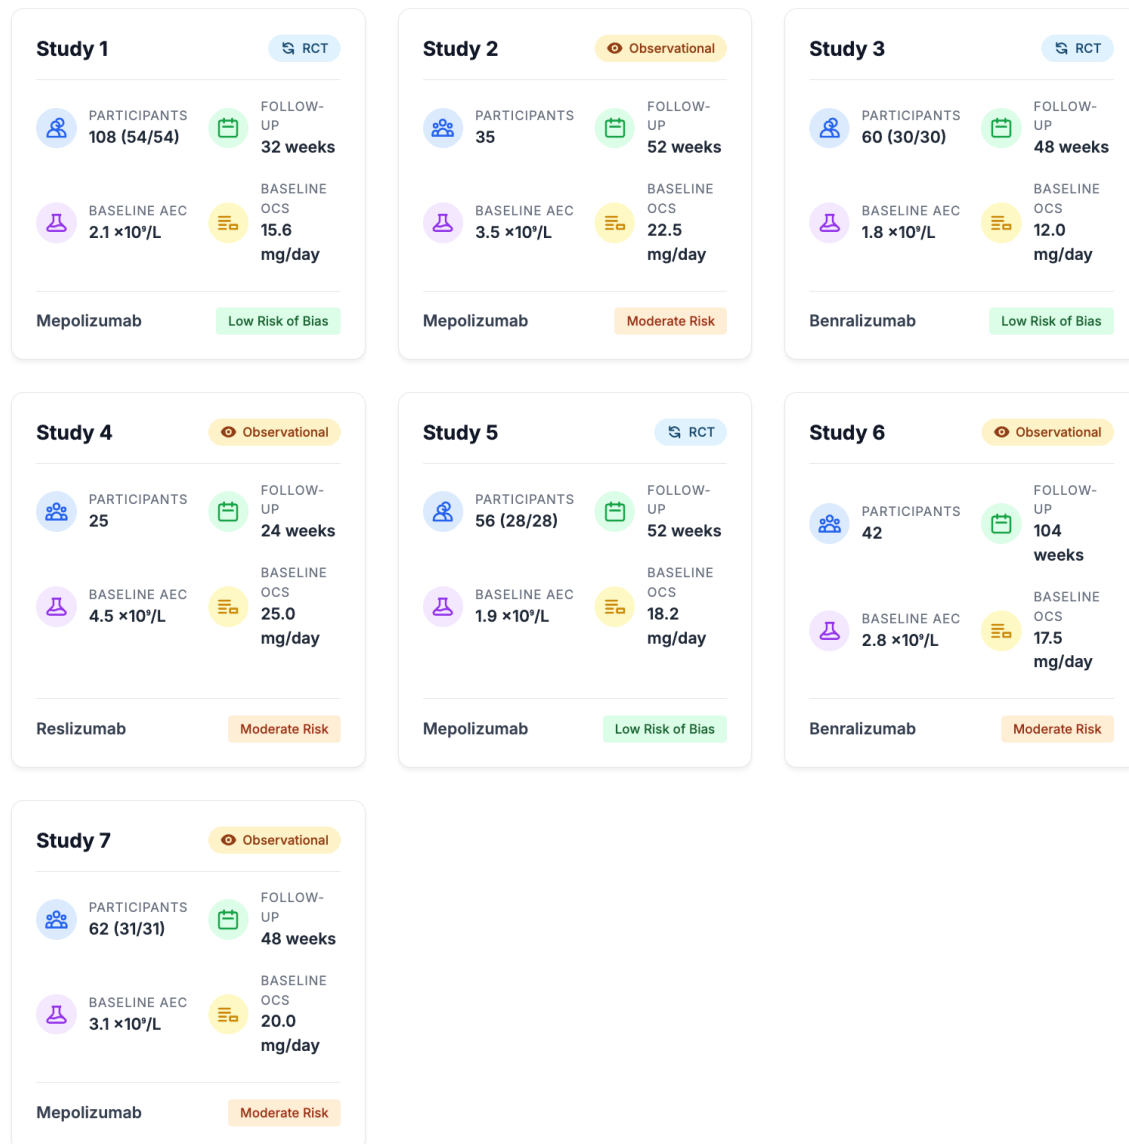 Study 1
RCT
PARTICIPANTS
108 (54/54)
FOLLOW-
UP
32 weeks
BASELINE AEC
2.1 ×10⁹/L
BASELINE
OCS
15.6
mg/day
Mepolizumab
Low Risk of Bias
Study 2
Observational
PARTICIPANTS
35
FOLLOW-
UP
52 weeks
BASELINE AEC
3.5 ×10⁹/L
BASELINE
OCS
22.5
mg/day
Mepolizumab
Moderate Risk
Study 3
RCT
PARTICIPANTS
60 (30/30)
FOLLOW-
UP
48 weeks
BASELINE AEC
1.8 ×10⁹/L
BASELINE
OCS
12.0
mg/day
Benralizumab
Low Risk of Bias
Study 4
Observational
PARTICIPANTS
25
FOLLOW-
UP
24 weeks
BASELINE AEC
4.5 ×10⁹/L
BASELINE
OCS
25.0
mg/day
Reslizumab
Moderate Risk
Study 5
RCT
PARTICIPANTS
56 (28/28)
FOLLOW-
UP
52 weeks
BASELINE AEC
1.9 ×10⁹/L
BASELINE
OCS
18.2
mg/day
Mepolizumab
Low Risk of Bias
Study 6
Observational
PARTICIPANTS
42
FOLLOW-
UP
104
weeks
BASELINE AEC
2.8 ×10⁹/L
BASELINE
OCS
17.5
mg/day
Benralizumab
Moderate Risk
Study 7
Observational
PARTICIPANTS
62 (31/31)
FOLLOW-
UP
48 weeks
BASELINE AEC
3.1 ×10⁹/L
BASELINE
OCS
20.0
mg/day
Mepolizumab
Moderate Risk